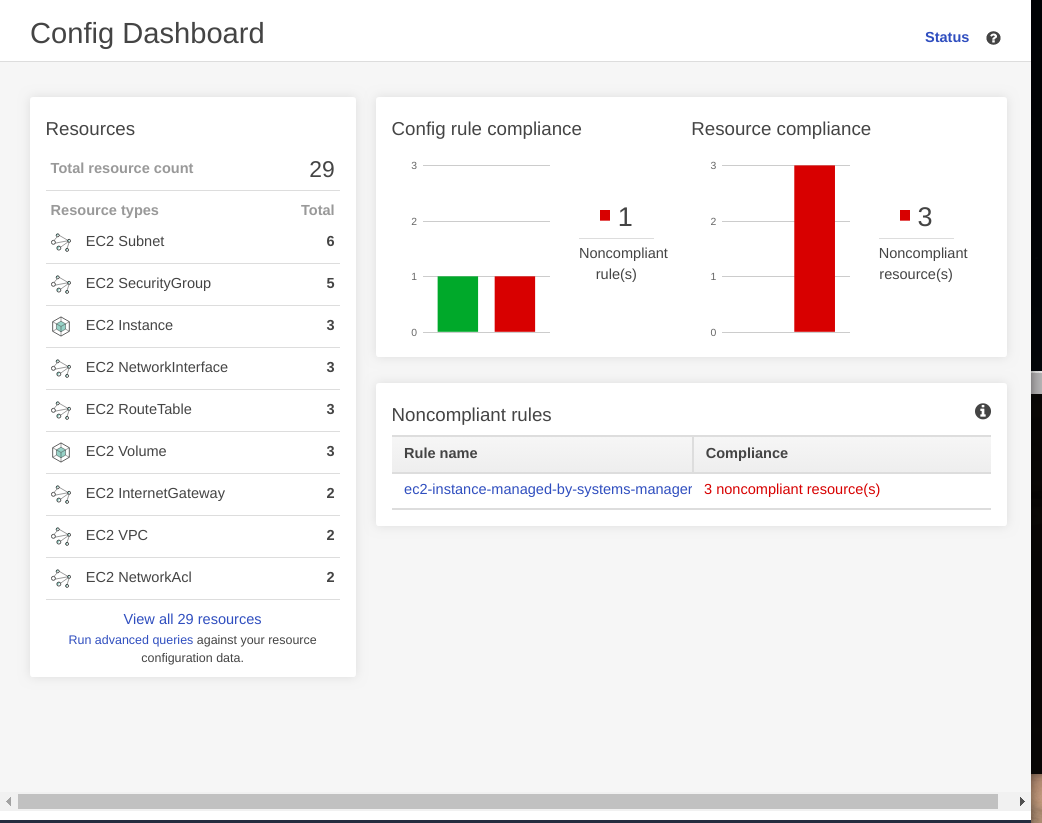 Config Dashboard
Status
Resources
Total resource count 29
Resource types Total
EC2 Subnet 6
EC2 SecurityGroup 5
EC2 Instance 3
EC2 NetworkInterface 3
EC2 RouteTable 3
EC2 Volume 3
EC2 InternetGateway 2
EC2 VPC 2
EC2 NetworkAcl 2
View all 29 resources
Run advanced queries against your resource
configuration data.
Config rule compliance
3
2
1
0
1
Noncompliant
rule(s)
Resource compliance
3
2
1
0
3
Noncompliant
resource(s)
Noncompliant rules
Rule name Compliance
ec2-instance-managed-by-systems-manager 3 noncompliant resource(s)